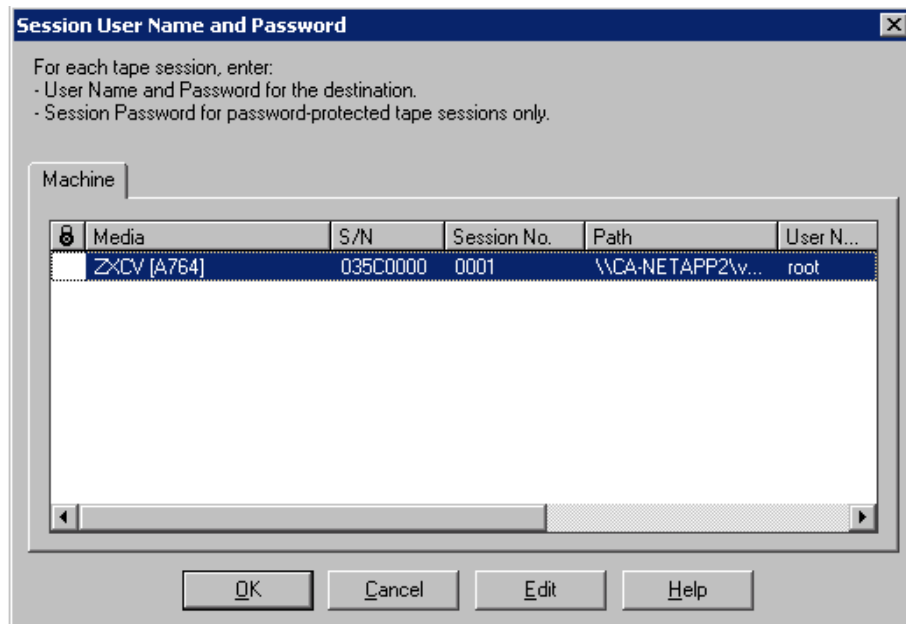 Session User Name and Password
For each tape session, enter:
- User Name and Password for the destination.
- Session Password for password-protected tape sessions only.
Machine
Media S/N Session No. Path User N...
ZXCV [A764] 035C0000 0001 \\CA-NETAPP2\v... root
OK Cancel Edit Help